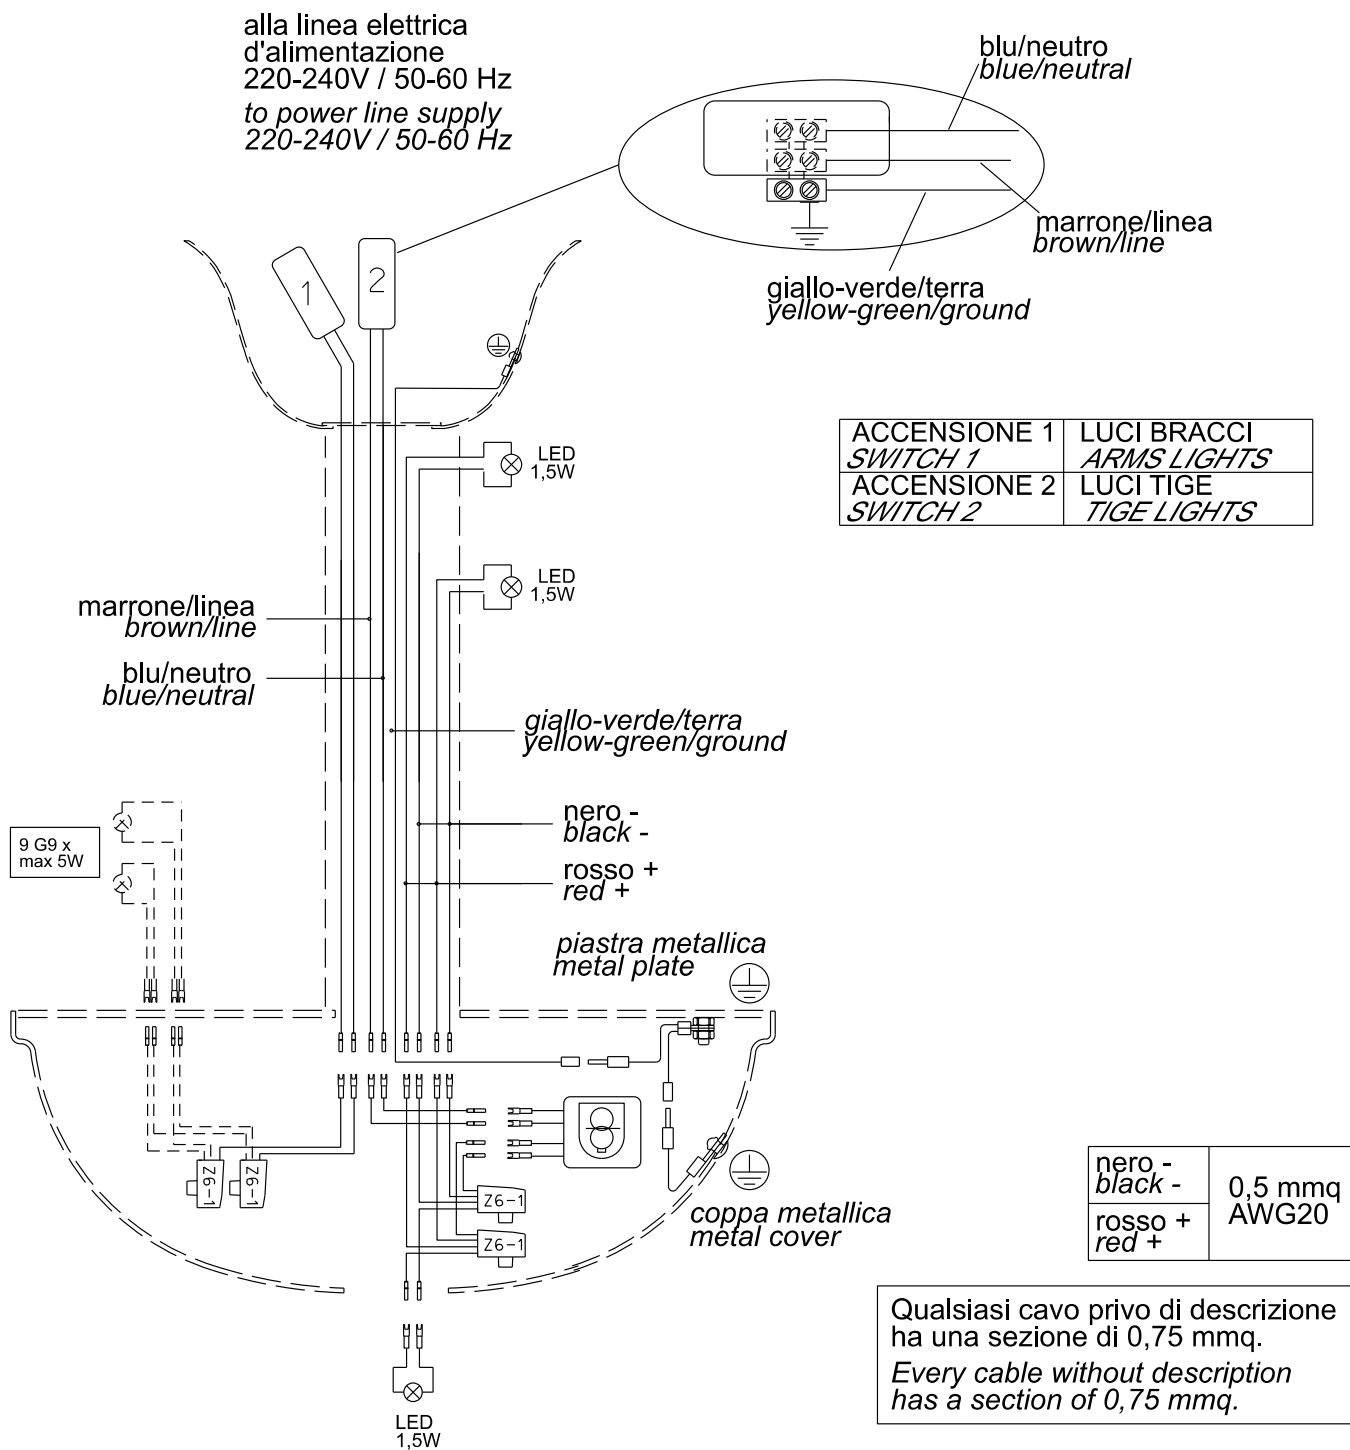 alla linea elettrica
d'alimentazione
220-240V / 50-60 Hz
to power line supply
220-240V / 50-60 Hz
blu/neutro
blue/neutral
marrone/linea
brown/line
giallo-verde/terra
yellow-green/ground
1
2
LED
1,5W
ACCENSIONE 1 LUCI BRACCI
SWITCH 1 ARMS LIGHTS
ACCENSIONE 2 LUCI TIGE
SWITCH 2 TIGE LIGHTS
LED
1,5W
marrone/linea
brown/line
blu/neutro
blue/neutral
giallo-verde/terra
yellow-green/ground
nero -
black -
9 G9 x
max 5W
rosso +
red +
piastra metallica
metal plate
Z6-1
Z6-1
Z6-1
Z6-1
coppa metallica
metal cover
nero -
black -
rosso +
red +
0,5 mmq
AWG20
Qualsiasi cavo privo di descrizione
ha una sezione di 0,75 mmq.
Every cable without description
has a section of 0,75 mmq.
LED
1,5W